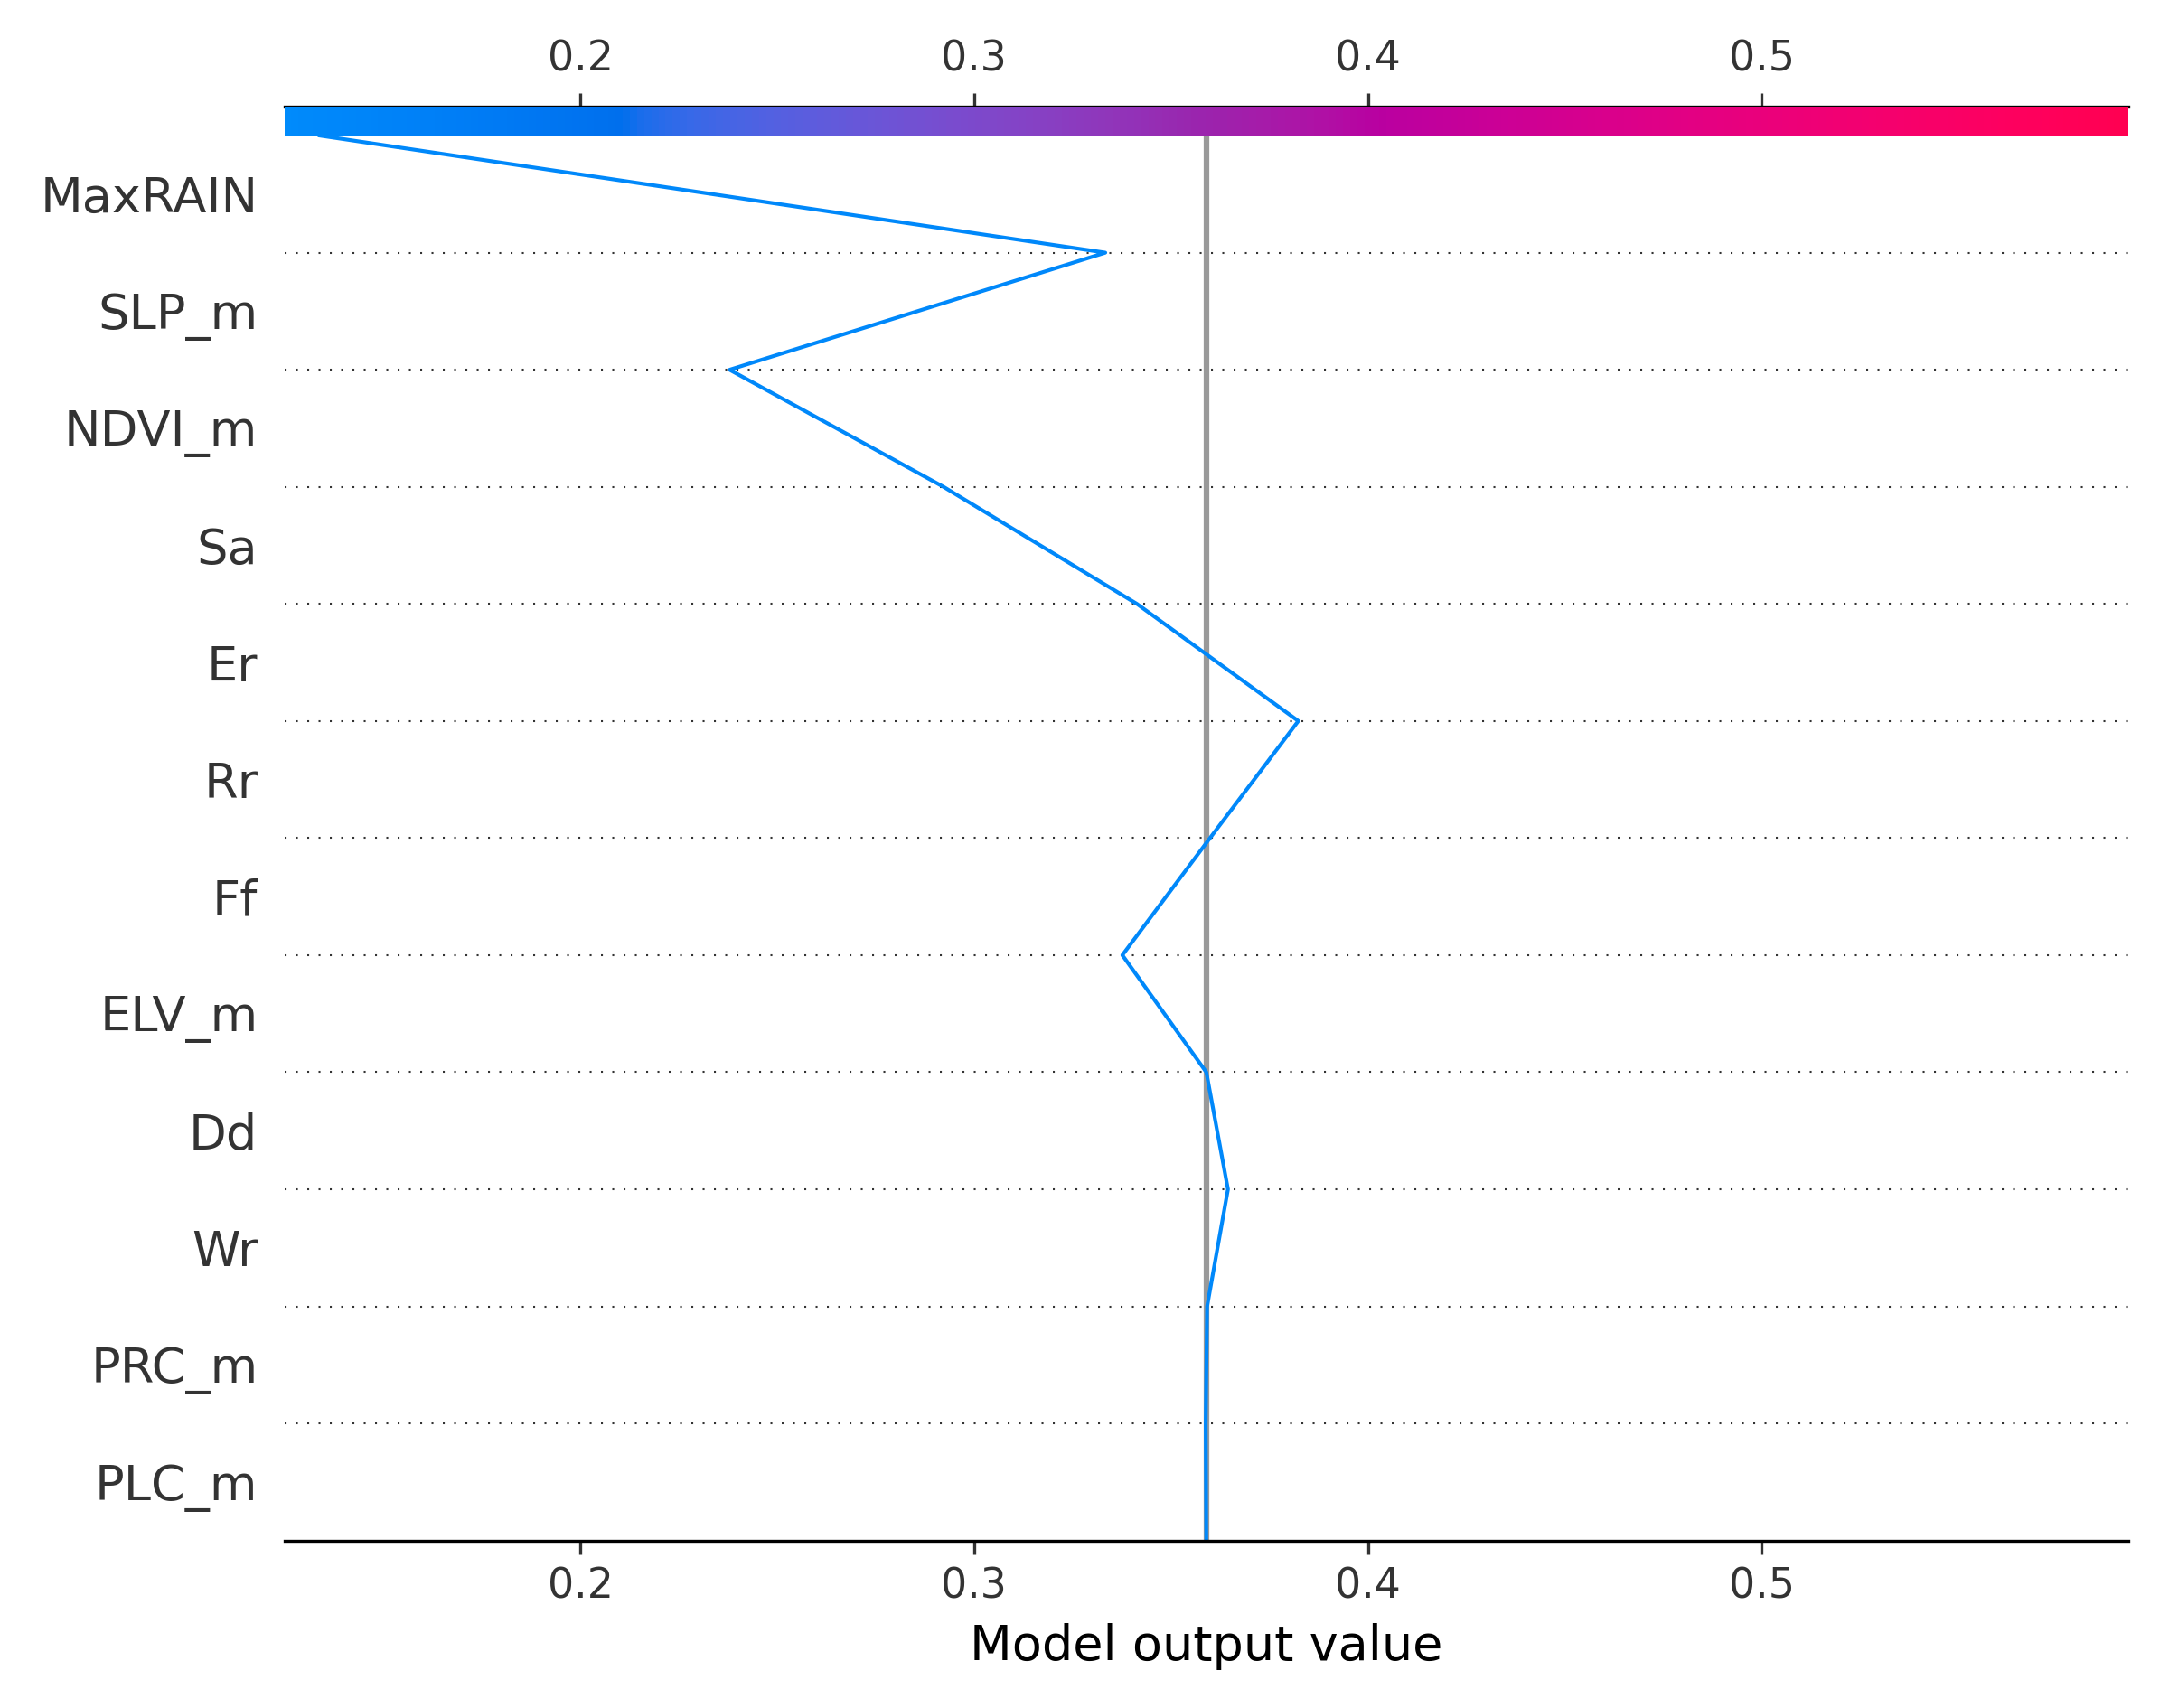 0.2 0.3 0.4 0.5
MaxRAIN
SLP_m
NDVI_m
Sa
Er
Rr
Ff
ELV_m
Dd
Wr
PRC_m
PLC_m
0.2 0.3 0.4 0.5
Model output value